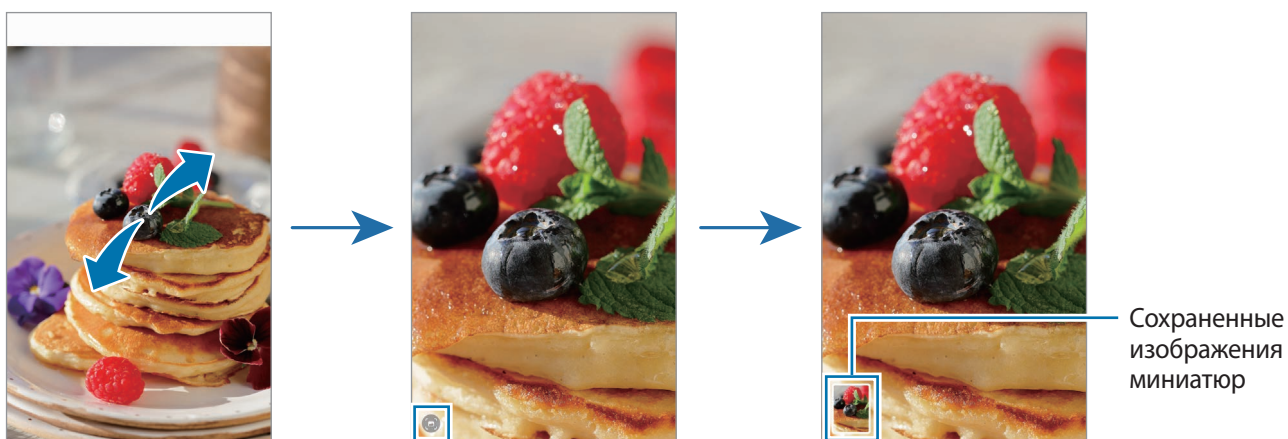 Сохраненные
изображения
миниатюр